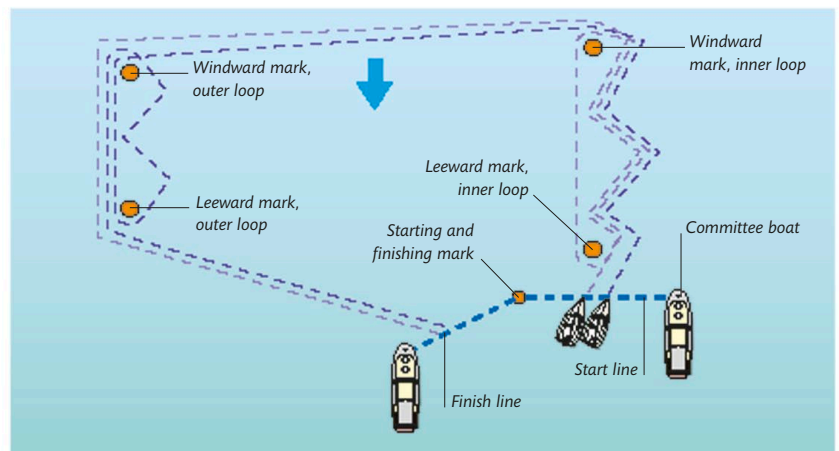 Windward mark,
outer loop
Windward
mark, inner loop
Leeward mark,
inner loop
Leeward mark,
outer loop
Starting and
finishing mark
Committee boat
Start line
Finish line